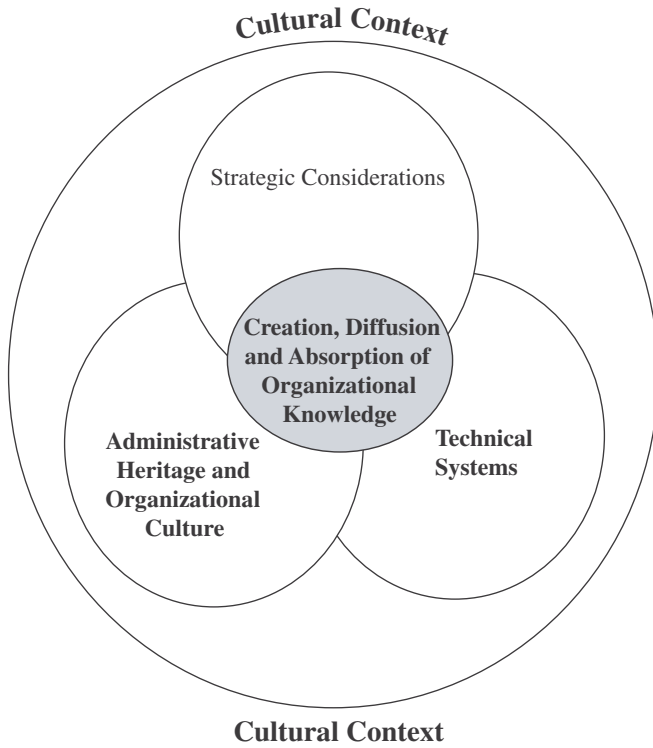 Cultural Context
Strategic Considerations
Creation, Diffusion
and Absorption of
Organizational
Knowledge
Administrative
Heritage and
Organizational
Culture
Technical
Systems
Cultural Context